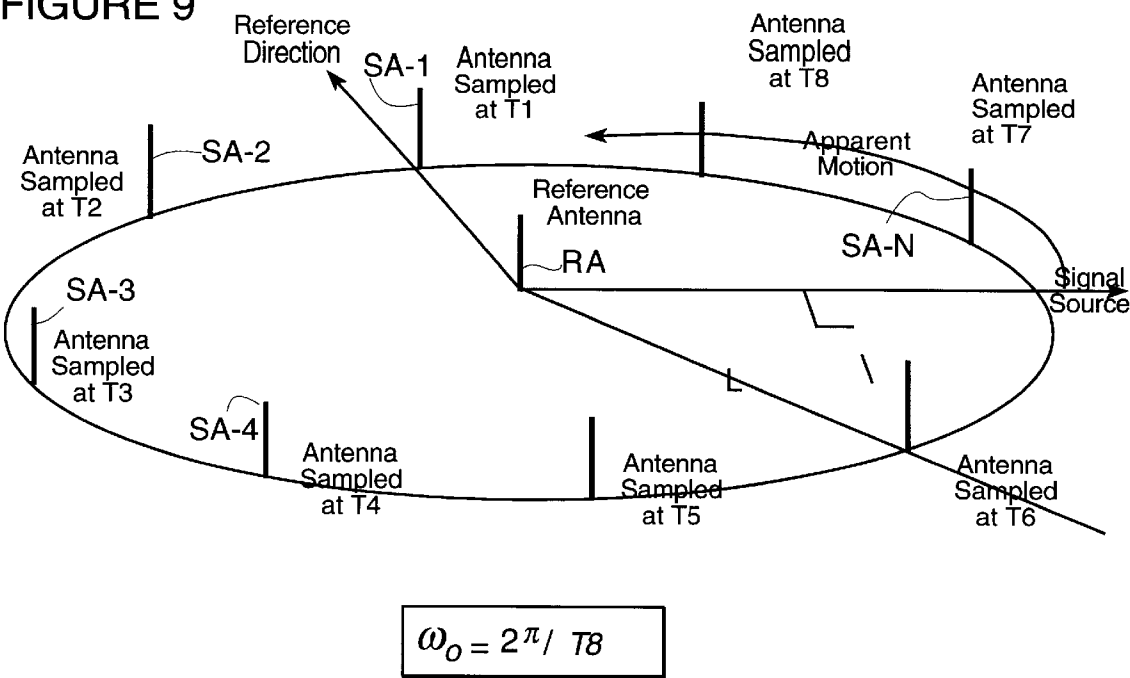 FIGURE 9
Reference
Direction
SA-1
Antenna
Sampled
at T1
Antenna
Sampled
at T8
Antenna
Sampled
at T7
Antenna
Sampled
at T2
SA-2
Apparent
Motion
Reference
Antenna
SA-N
RA
Signal
Source
SA-3
Antenna
Sampled
at T3
L
SA-4
Antenna
Sampled
at T4
Antenna
Sampled
at T5
Antenna
Sampled
at T6
ω₀ = 2π/ T8